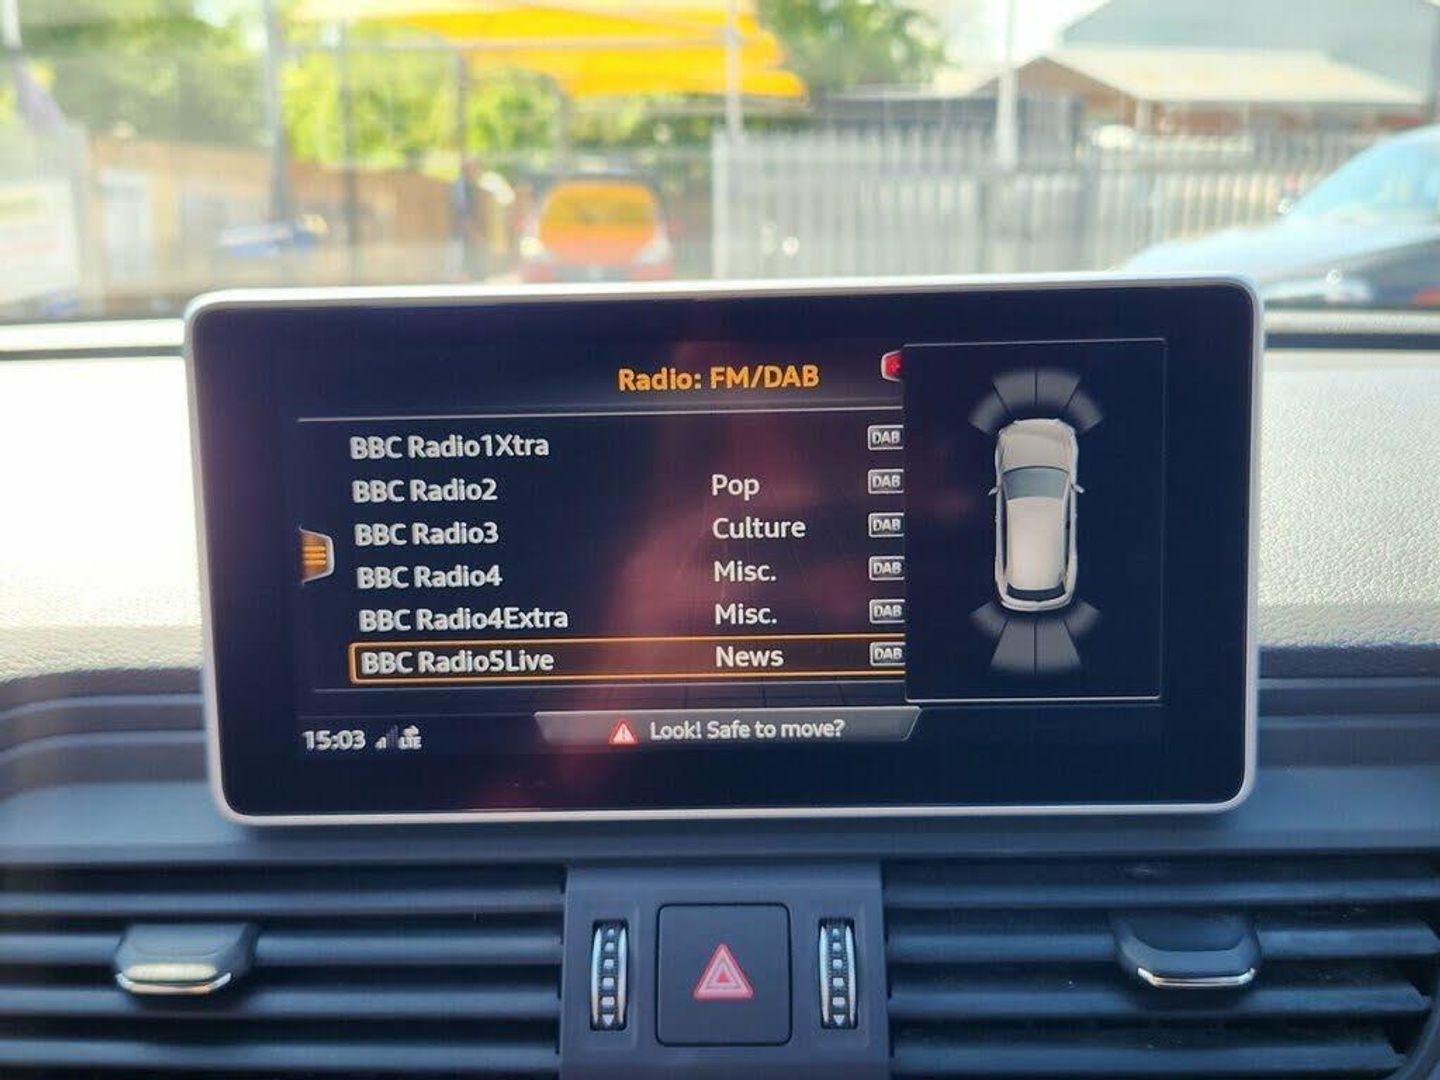 Radio: FM/DAB
BBC Radio1Xtra DAB
BBC Radio2 Pop DAB
BBC Radio3 Culture DAB
BBC Radio4 Misc. DAB
BBC Radio4Extra Misc. DAB
BBC Radio5Live News DAB
15:03 LTE Look! Safe to move?